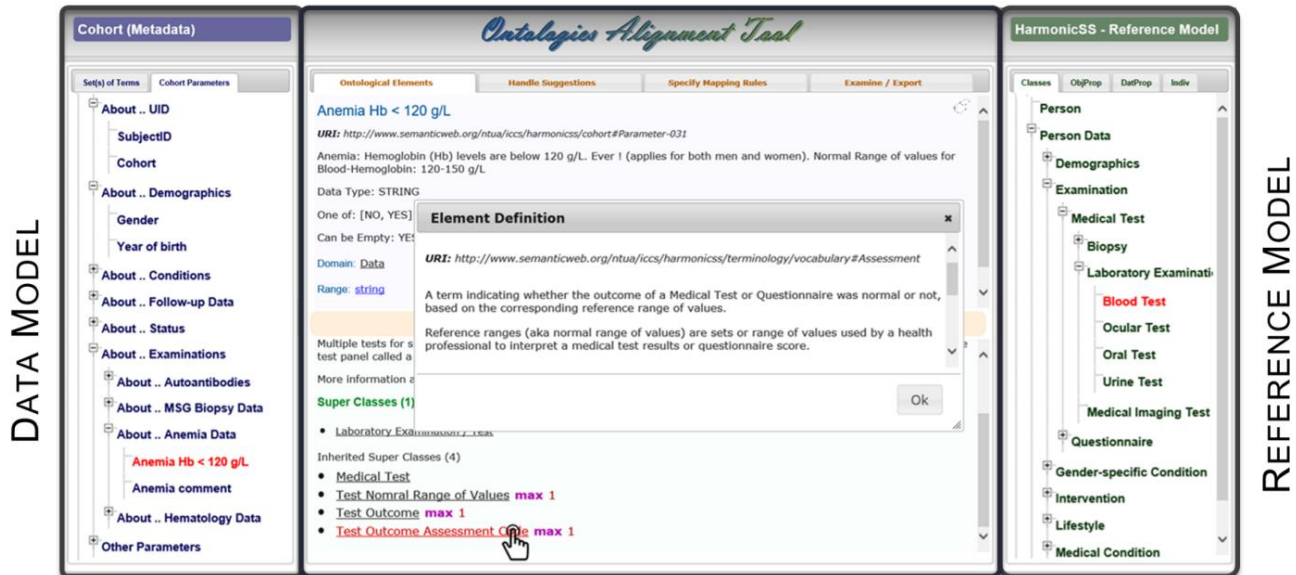 DATA MODEL
Cohort (Metadata)
Set(s) of Terms Cohort Parameters
About .. UID
SubjectID
Cohort
About .. Demographics
Gender
Year of birth
About .. Conditions
About .. Follow-up Data
About .. Status
About .. Examinations
About .. Autoantibodies
About .. MSG Biopsy Data
About .. Anemia Data
Anemia Hb < 120 g/L
Anemia comment
About .. Hematology Data
Other Parameters
Ontologies Alignment Tool
Ontological Elements Handle Suggestions Specify Mapping Rules Examine / Export
Anemia Hb < 120 g/L
URI: http://www.semanticweb.org/ntua/iccs/harmonicss/cohort#Parameter-031
Anemia: Hemoglobin (Hb) levels are below 120 g/L. Ever ! (applies for both men and women). Normal Range of values for
Blood-Hemoglobin: 120-150 g/L
Data Type: STRING
One of: [NO, YES]
Can be Empty: YES
Domain: Data
Range: string
Element Definition
URI: http://www.semanticweb.org/ntua/iccs/harmonicss/terminology/vocabulary#Assessment
A term indicating whether the outcome of a Medical Test or Questionnaire was normal or not,
based on the corresponding reference range of values.
Reference ranges (aka normal range of values) are sets or range of values used by a health
professional to interpret a medical test results or questionnaire score.
Ok
Multiple tests for s
test panel called a
More information a
Super Classes (1)
Laboratory Examination / Test
Inherited Super Classes (4)
Medical Test
Test Nomral Range of Values max 1
Test Outcome max 1
Test Outcome Assessment Code max 1
HarmonicSS - Reference Model
Classes ObjProp DatProp Indiv
Person
Person Data
Demographics
Examination
Medical Test
Biopsy
Laboratory Examinati
Blood Test
Ocular Test
Oral Test
Urine Test
Medical Imaging Test
Questionnaire
Gender-specific Condition
Intervention
Lifestyle
Medical Condition
REFERENCE MODEL